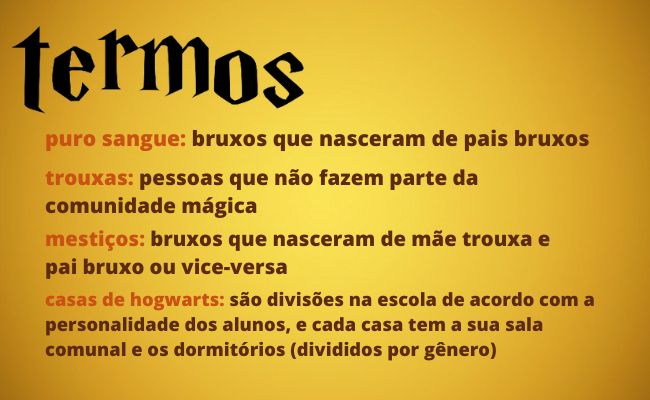 termos
puro sangue: bruxos que nasceram de pais bruxos
trouxas: pessoas que não fazem parte da
comunidade mágica
mestiços: bruxos que nasceram de mãe trouxa e
pai bruxo ou vice-versa
casas de hogwarts: são divisões na escola de acordo com a
personalidade dos alunos, e cada casa tem a sua sala
comunal e os dormitórios (divididos por gênero)